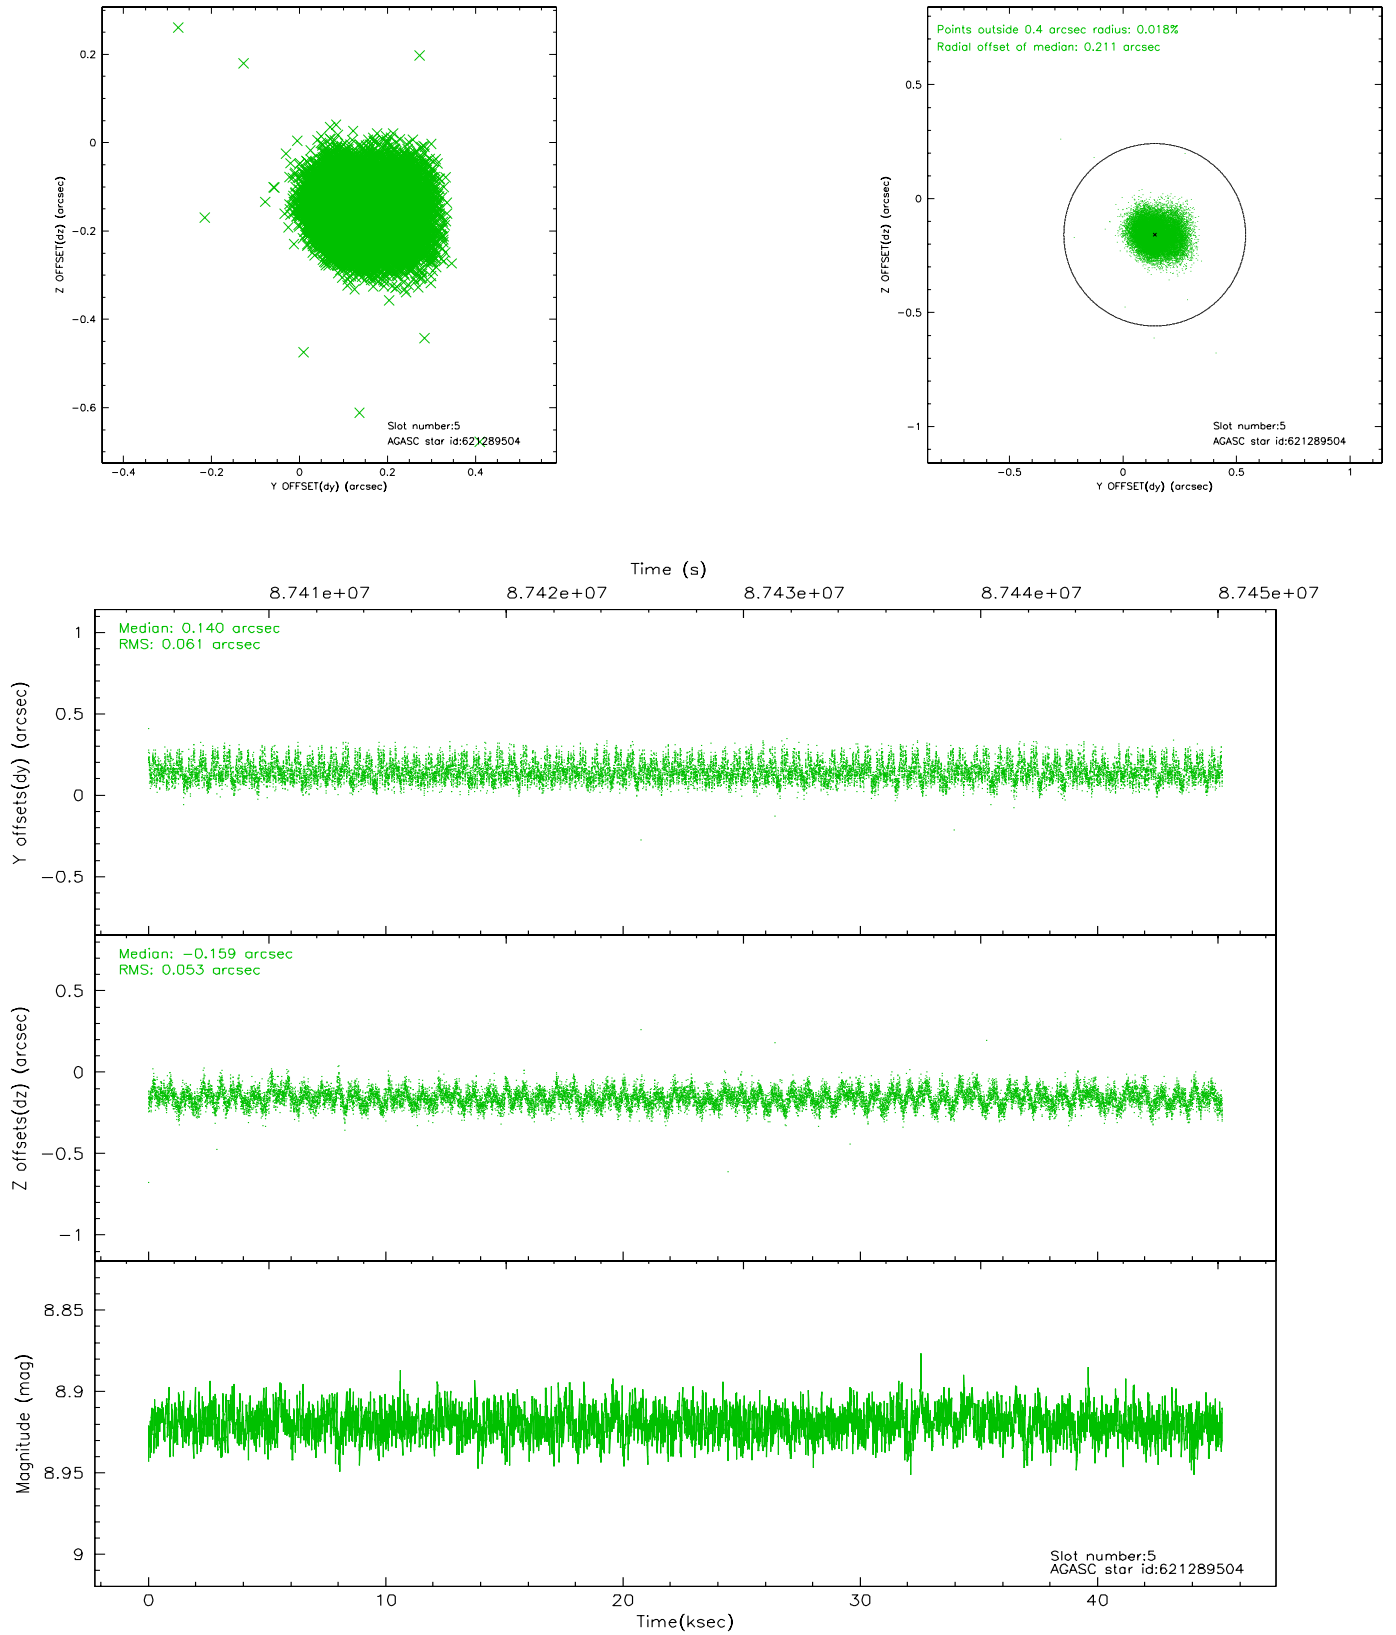 0.2
0
−0.2
−0.4
−0.6
Z OFFSET(dz) (arcsec)
Slot number:5
AGASC star id:621289504
−0.4
−0.2
0
0.2
0.4
Y OFFSET(dy) (arcsec)
Points outside 0.4 arcsec radius: 0.018%
Radial offset of median: 0.211 arcsec
0.5
0
−0.5
−1
Z OFFSET(dz) (arcsec)
Slot number:5
AGASC star id:621289504
−0.5
0
0.5
1
Y OFFSET(dy) (arcsec)
Time (s)
8.741e+07
8.742e+07
8.743e+07
8.744e+07
8.745e+07
Median: 0.140 arcsec
RMS: 0.061 arcsec
1
0.5
0
−0.5
Y offsets(dy) (arcsec)
Median: −0.159 arcsec
RMS: 0.053 arcsec
0.5
0
−0.5
−1
Z offsets(dz) (arcsec)
8.85
8.9
8.95
9
Magnitude (mag)
Slot number:5
AGASC star id:621289504
0
10
20
30
40
Time(ksec)